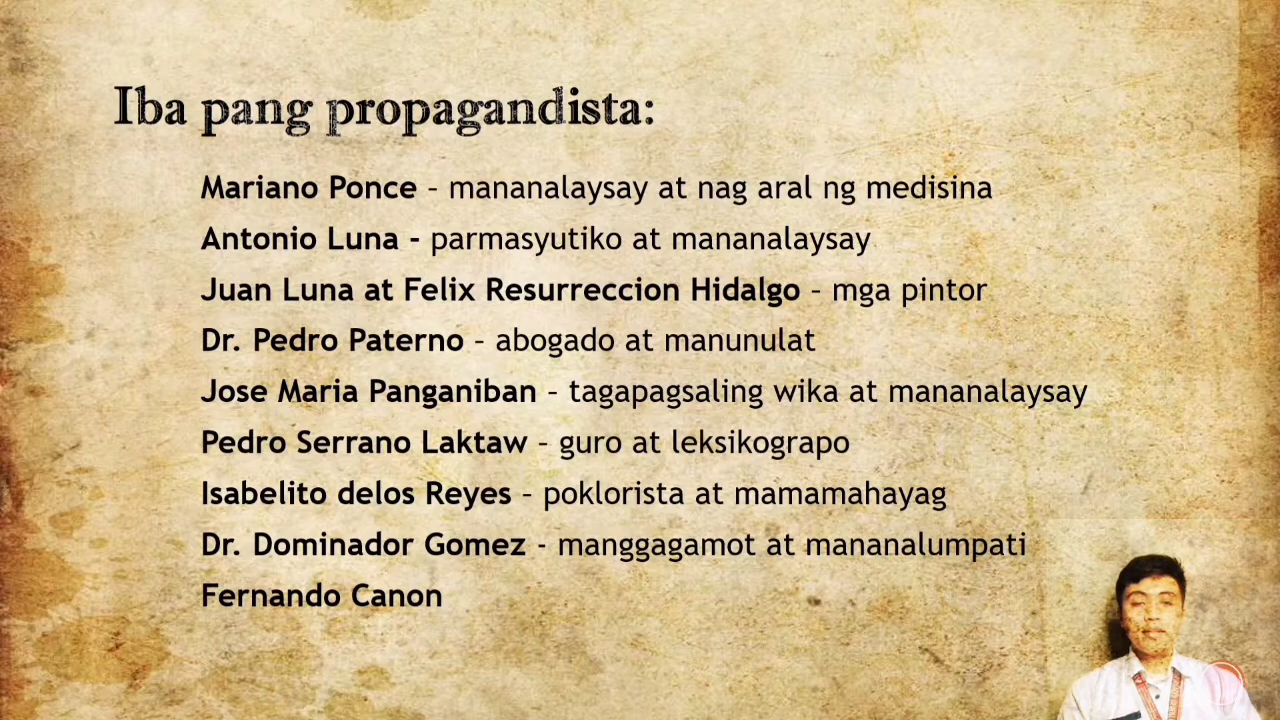 Iba pang propagandista:
Mariano Ponce – mananalaysay at nag aral ng medisina
Antonio Luna - parmasyutiko at mananalaysay
Juan Luna at Felix Resurreccion Hidalgo – mga pintor
Dr. Pedro Paterno – abogado at manunulat
Jose Maria Panganiban – tagapagsaling wika at mananalaysay
Pedro Serrano Laktaw – guro at leksikograpo
Isabelito delos Reyes – poklorista at mamamahayag
Dr. Dominador Gomez - manggagamot at mananalumpati
Fernando Canon